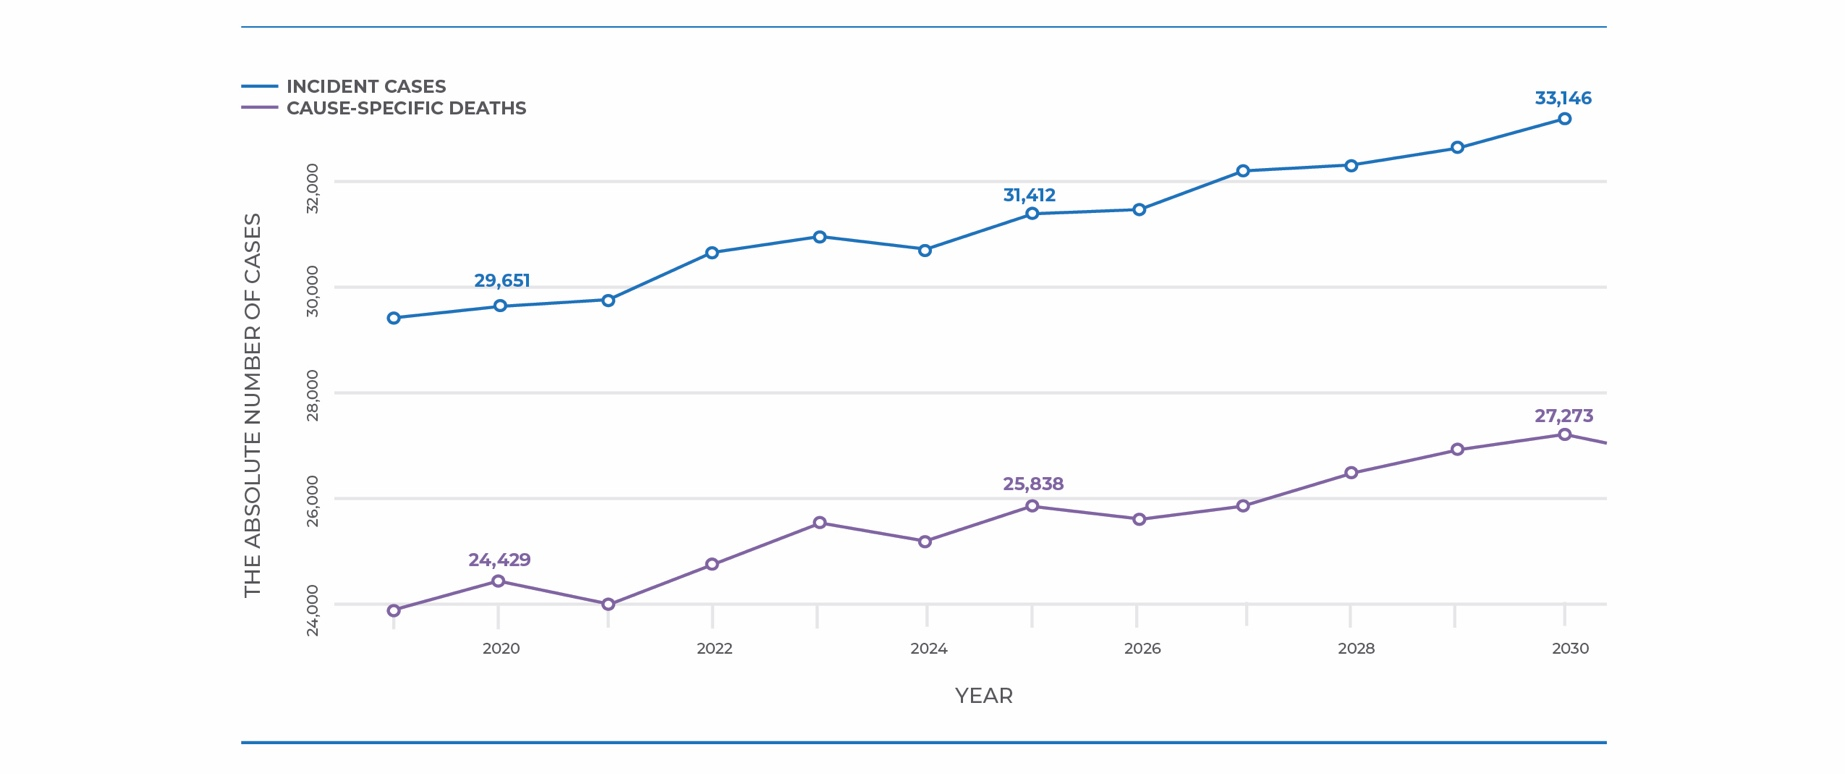 INCIDENT CASES
CAUSE-SPECIFIC DEATHS
33,146
32,000
31,412
29,651
30,000
28,000
27,273
25,838
26,000
24,429
24,000
THE ABSOLUTE NUMBER OF CASES
2020 2022 2024 2026 2028 2030
YEAR